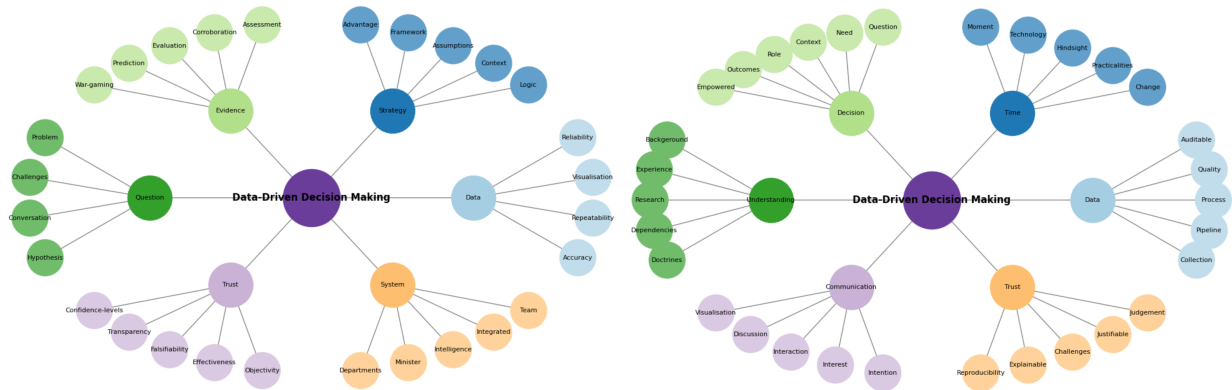 Assessment
Corroboration
Evaluation
Prediction
War-gaming
Evidence
Advantage
Framework
Assumptions
Context
Logic
Strategy
Problem
Challenges
Conversation
Hypothesis
Question
Data-Driven Decision Making
Reliability
Visualisation
Repeatability
Accuracy
Data
Trust
Confidence-levels
Transparency
Falsifiability
Effectiveness
Objectivity
System
Team
Integrated
Intelligence
Minister
Departments
Question
Need
Context
Role
Outcomes
Empowered
Decision
Moment
Technology
Hindsight
Practicalities
Change
Time
Background
Experience
Research
Dependencies
Doctrines
Understanding
Data-Driven Decision Making
Auditable
Quality
Process
Pipeline
Collection
Data
Communication
Visualisation
Discussion
Interaction
Interest
Intention
Trust
Judgement
Justifiable
Challenges
Explainable
Reproducibility